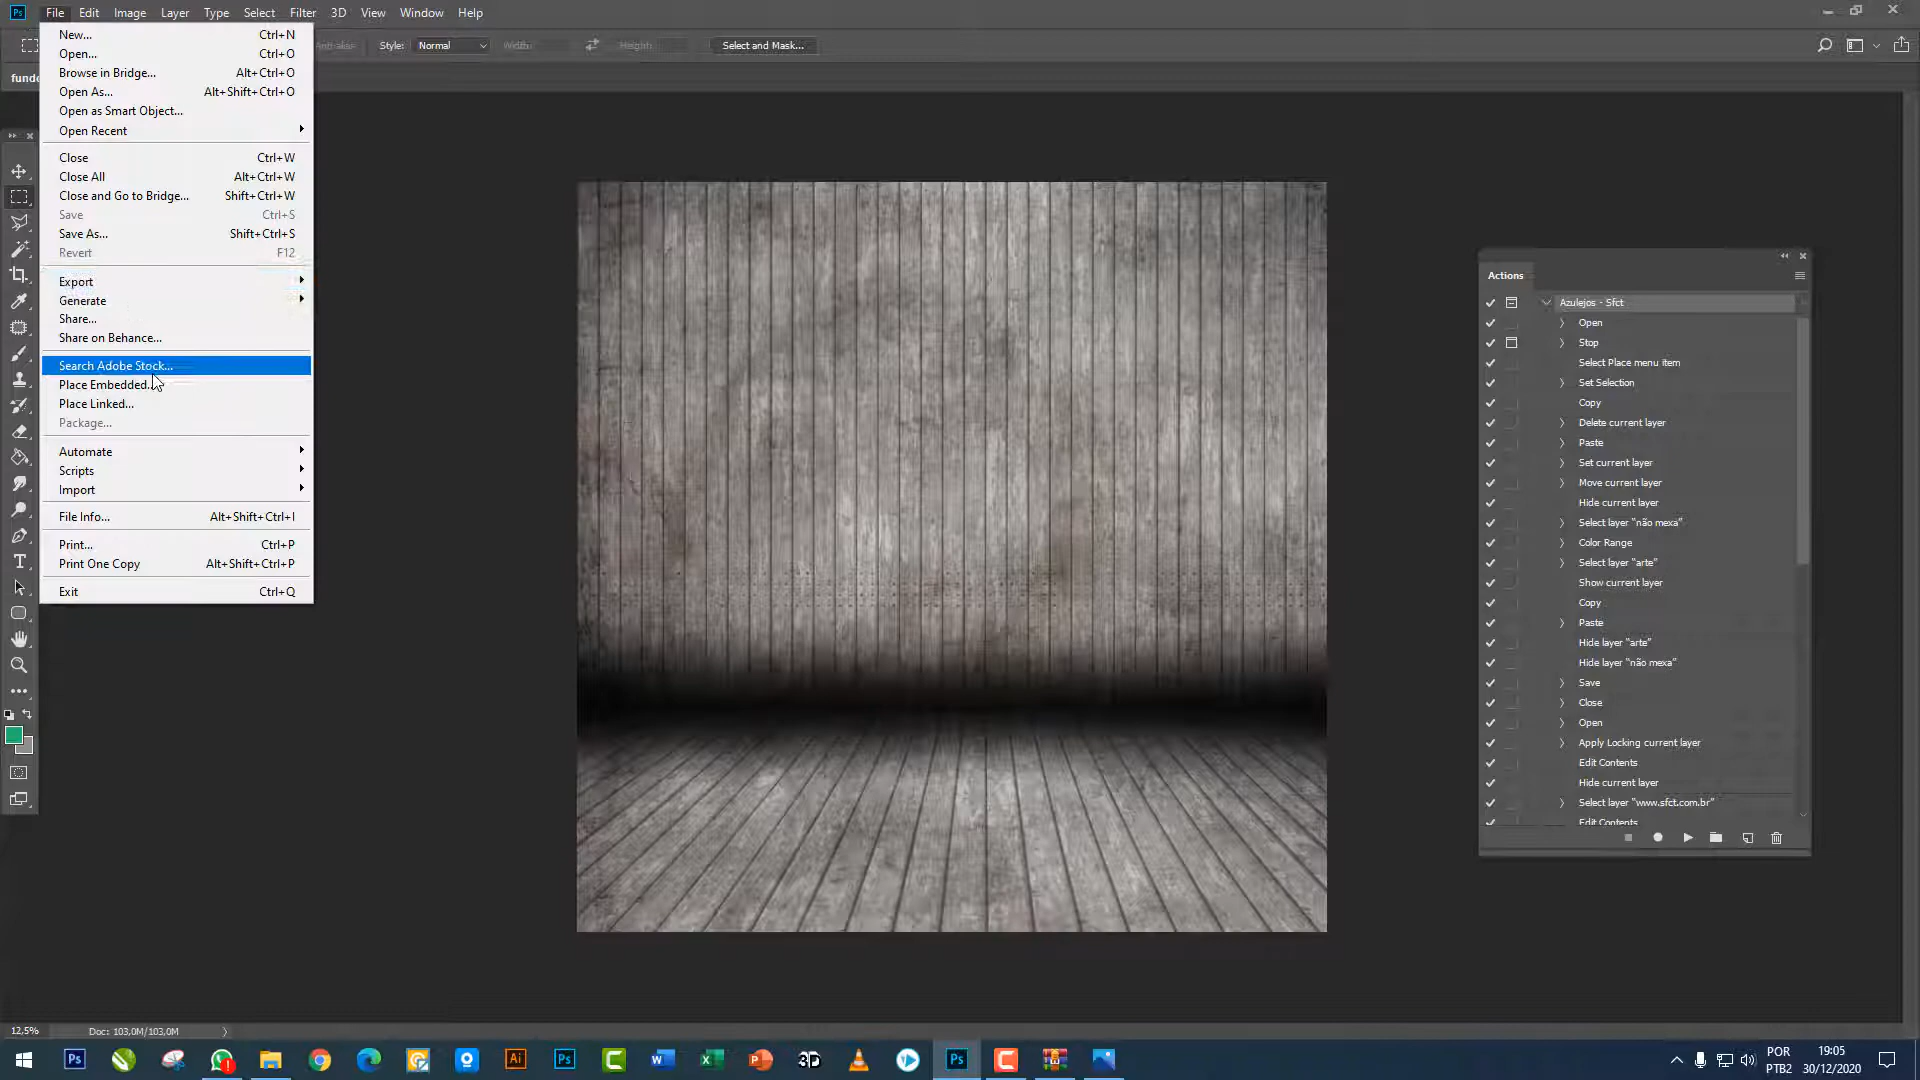 File Edit Image Layer Type Select Filter 3D View Window Help
Anti-alias Style: Normal Width: Height: Select and Mask...
New... Ctrl+N
Open... Ctrl+O
Browse in Bridge... Alt+Ctrl+O
Open As... Alt+Shift+Ctrl+O
Open as Smart Object...
Open Recent
Close Ctrl+W
Close All Alt+Ctrl+W
Close and Go to Bridge... Shift+Ctrl+W
Save Ctrl+S
Save As... Shift+Ctrl+S
Revert F12
Export
Generate
Share...
Share on Behance...
Search Adobe Stock...
Place Embedded...
Place Linked...
Package...
Automate
Scripts
Import
File Info... Alt+Shift+Ctrl+I
Print... Ctrl+P
Print One Copy Alt+Shift+Ctrl+P
Exit Ctrl+Q
Actions
Azulejos - Sfct
Open
Stop
Select Place menu item
Set Selection
Copy
Delete current layer
Paste
Set current layer
Move current layer
Hide current layer
Select layer "não mexa"
Color Range
Select layer "arte"
Show current layer
Copy
Paste
Hide layer "arte"
Hide layer "não mexa"
Save
Close
Open
Apply Locking current layer
Edit Contents
Hide current layer
Select layer "www.sfct.com.br"
Edit Contents
12,5% Doc: 103,0M/103,0M
POR 19:05
PTB2 30/12/2020